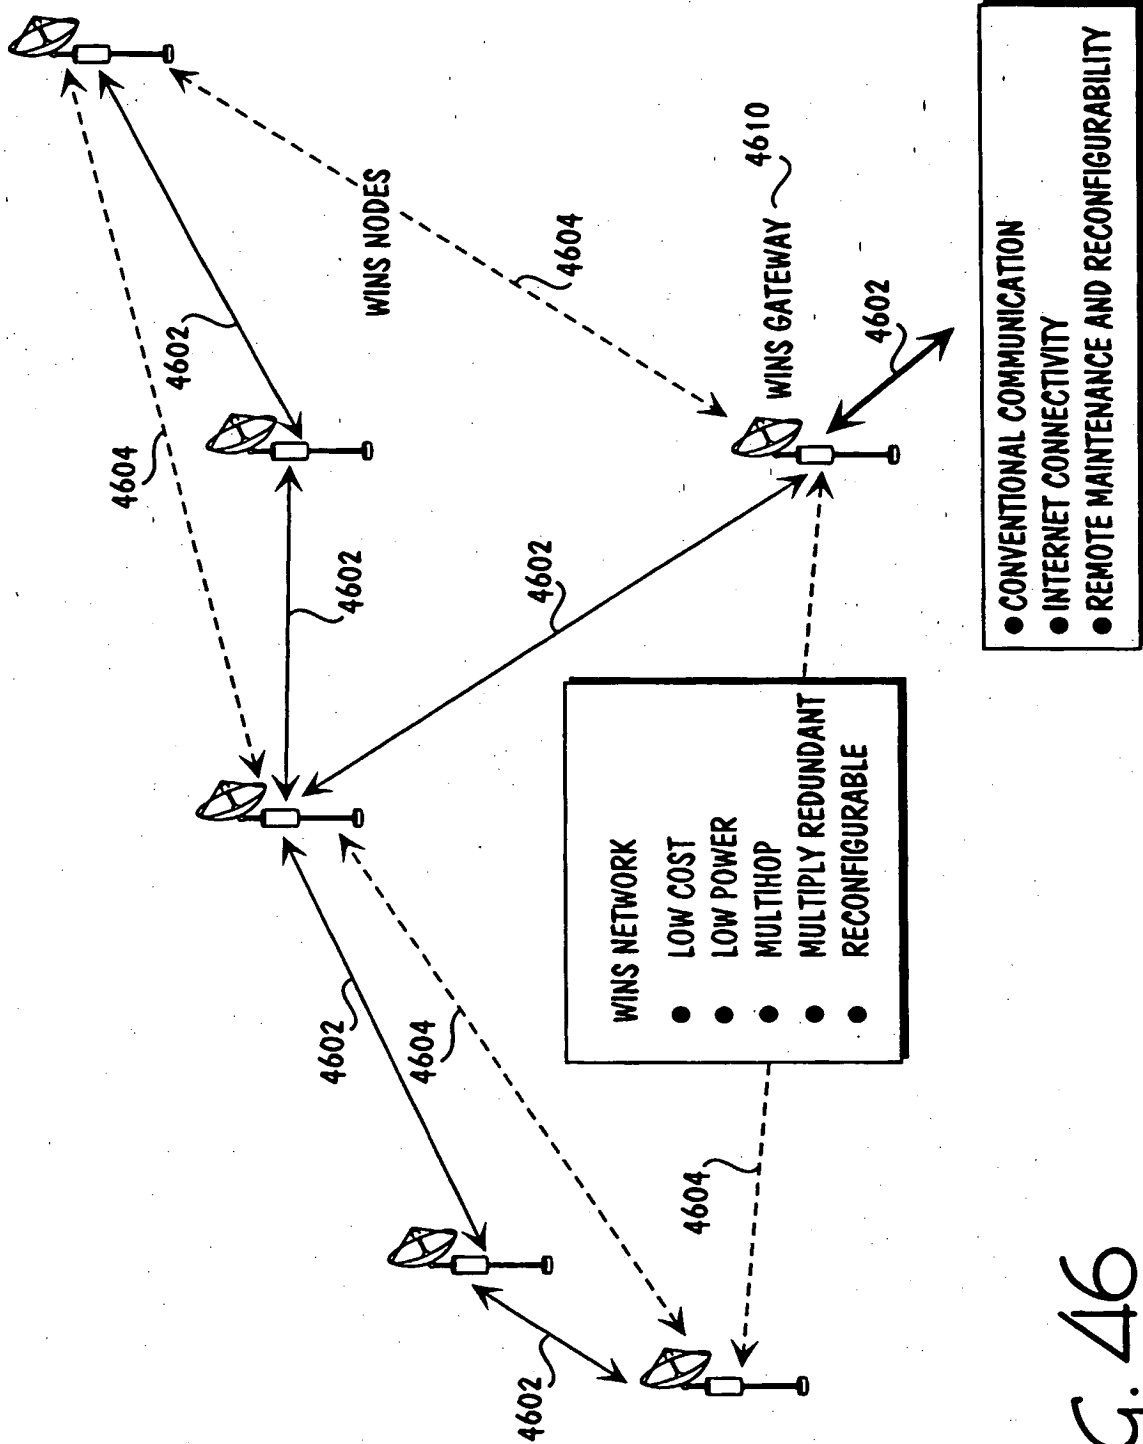 4604
4602
4602
4602
WINS NODES
4604
4602
4602
4604
WINS NETWORK
● LOW COST
● LOW POWER
● MULTIHOP
● MULTIPLY REDUNDANT
● RECONFIGURABLE
4604
WINS GATEWAY 4610
4602
● CONVENTIONAL COMMUNICATION
● INTERNET CONNECTIVITY
● REMOTE MAINTENANCE AND RECONFIGURABILITY
G. 46